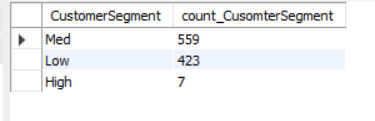 CustomerSegment count_CusomterSegment
Med 559
Low 423
High 7